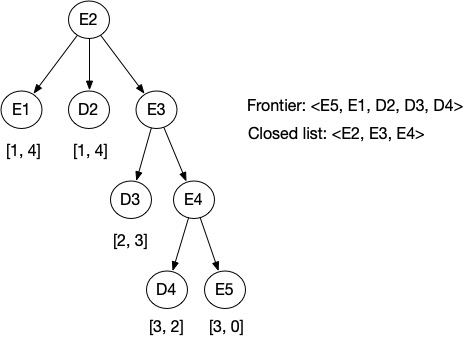 E2
E1
D2
E3
Frontier: <E5, E1, D2, D3, D4>
Closed list: <E2, E3, E4>
[1, 4]
[1, 4]
D3
E4
[2, 3]
D4
E5
[3, 2]
[3, 0]